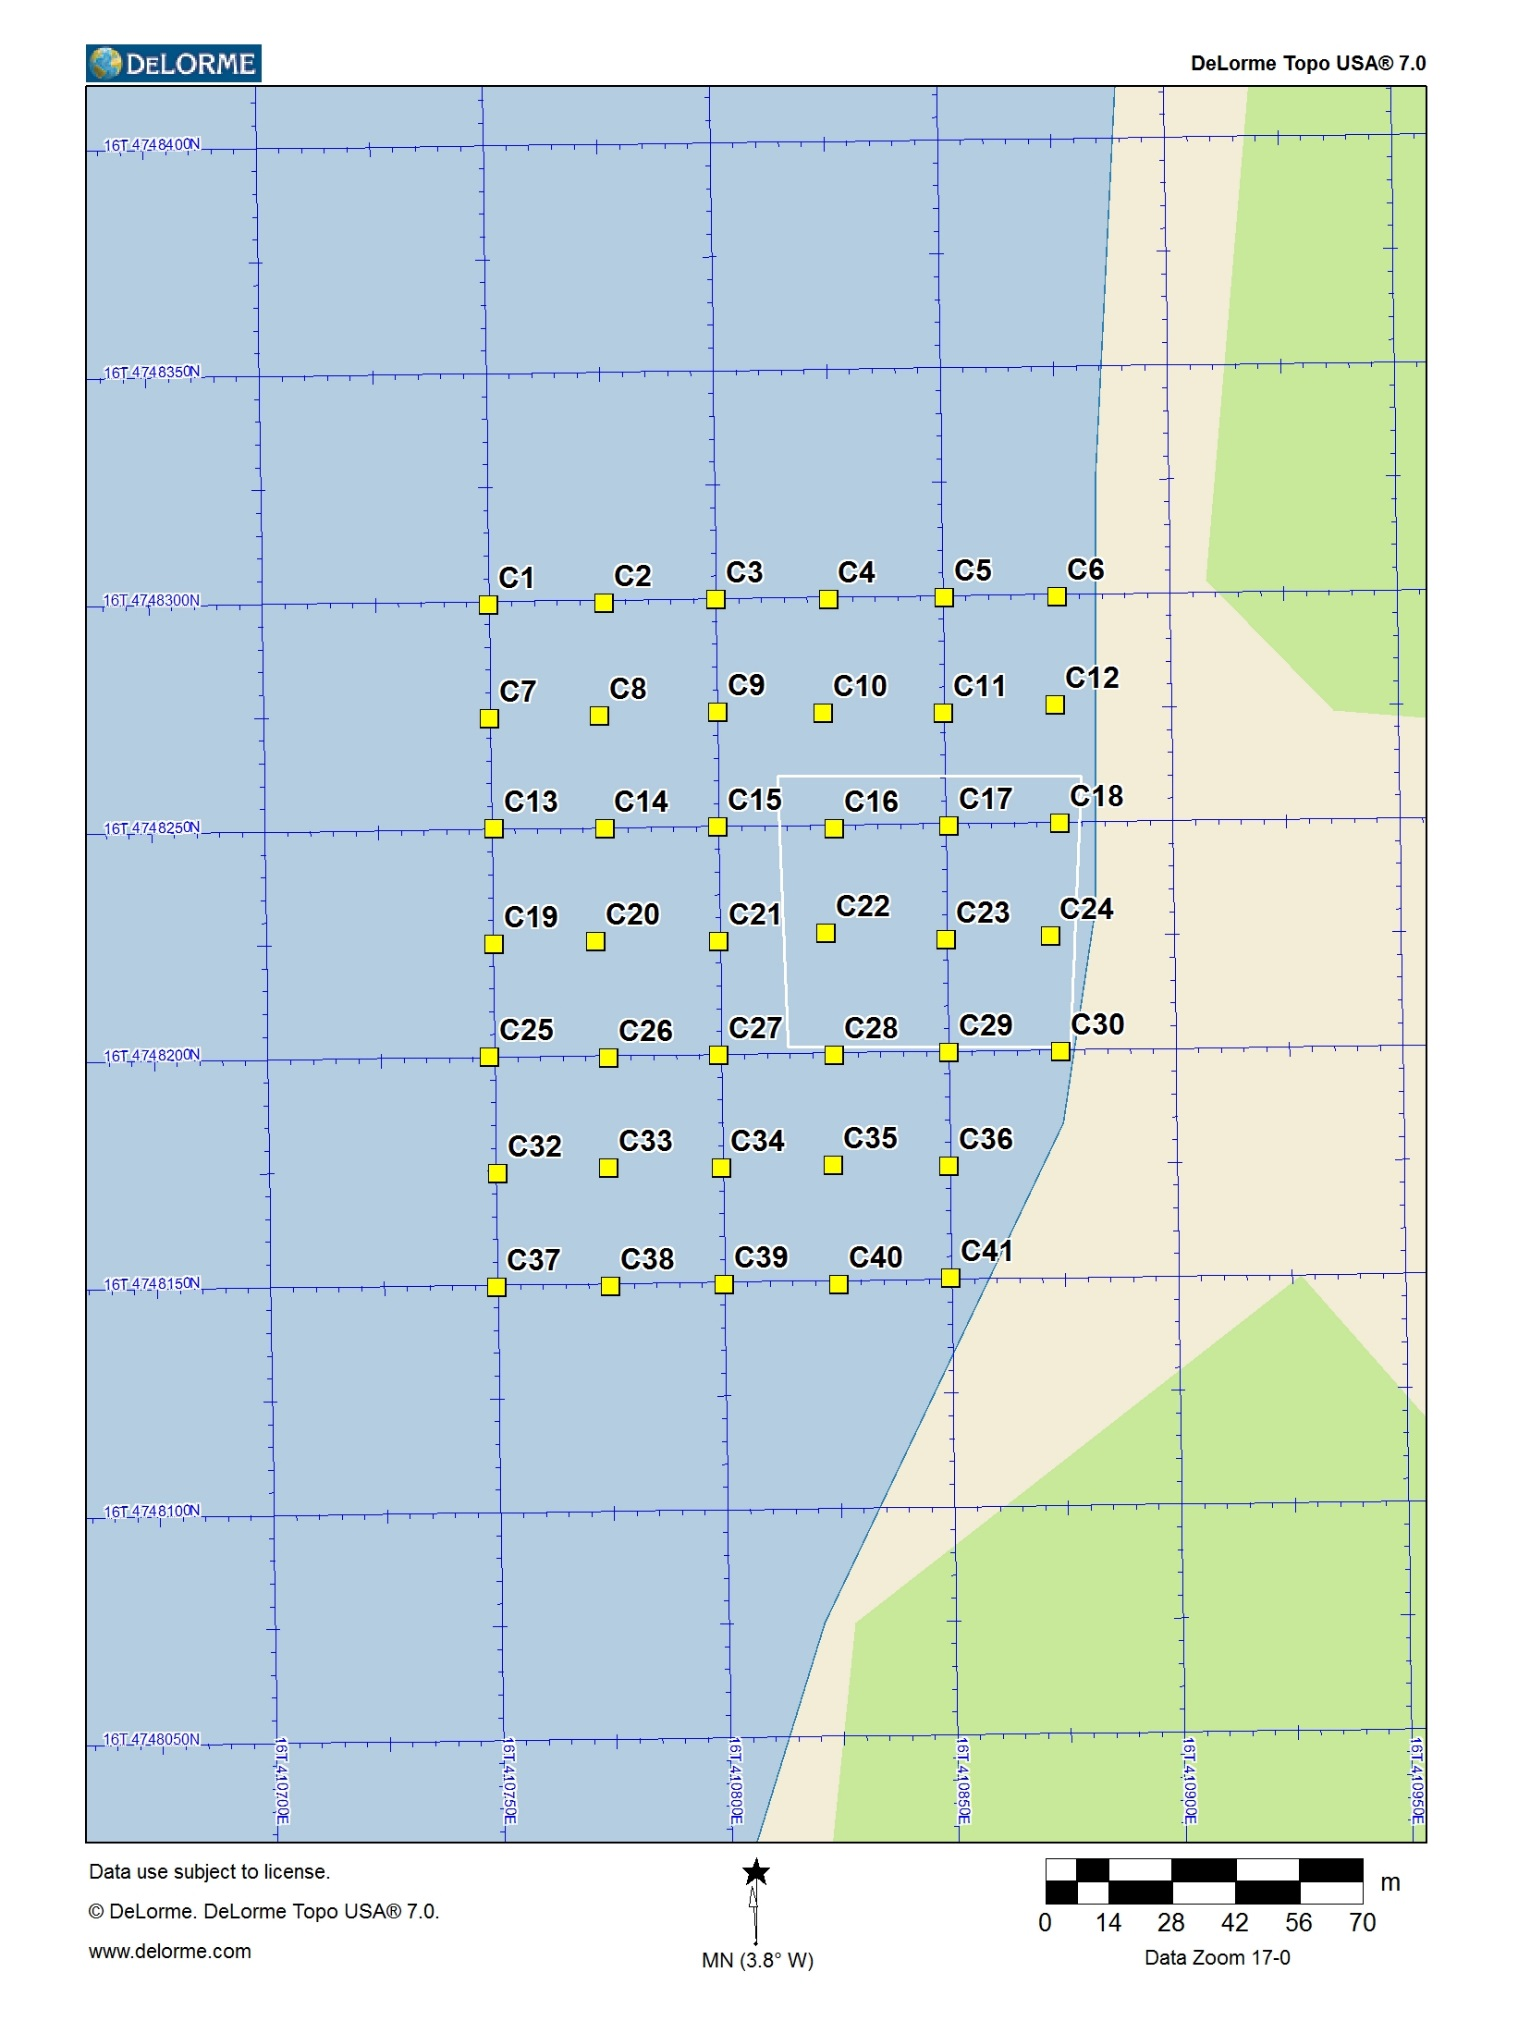 DELORME
DeLorme Topo USA® 7.0
16T 4748400N
16T 4748350N
C1 C2 C3 C4 C5 C6
16T 4748300N
C7 C8 C9 C10 C11 C12
C13 C14 C15 C16 C17 C18
16T 4748250N
C19 C20 C21 C22 C23 C24
C25 C26 C27 C28 C29 C30
16T 4748200N
C32 C33 C34 C35 C36
C37 C38 C39 C40 C41
16T 4748150N
16T 4748100N
16T 4748050N
16T 410700E
16T 410750E
16T 410800E
16T 410850E
16T 410900E
16T 410950E
Data use subject to license.
© DeLorme. DeLorme Topo USA® 7.0.
www.delorme.com
MN (3.8° W)
m
0 14 28 42 56 70
Data Zoom 17-0